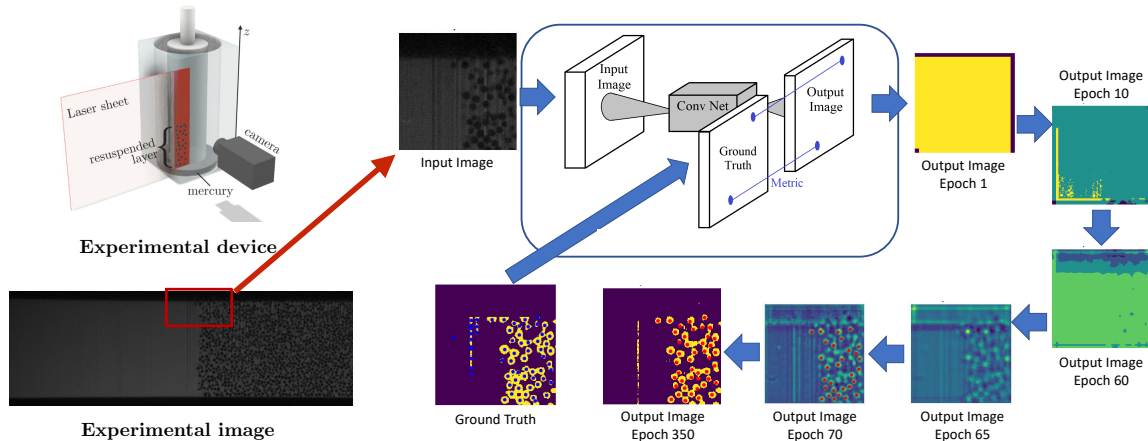 z
Laser sheet
resuspended
layer
camera
mercury
Experimental device
Experimental image
Input Image
Input
Image
Conv Net
Output
Image
Ground
Truth
Metric
Output Image
Epoch 1
Output Image
Epoch 10
Output Image
Epoch 60
Output Image
Epoch 65
Output Image
Epoch 70
Output Image
Epoch 350
Ground Truth